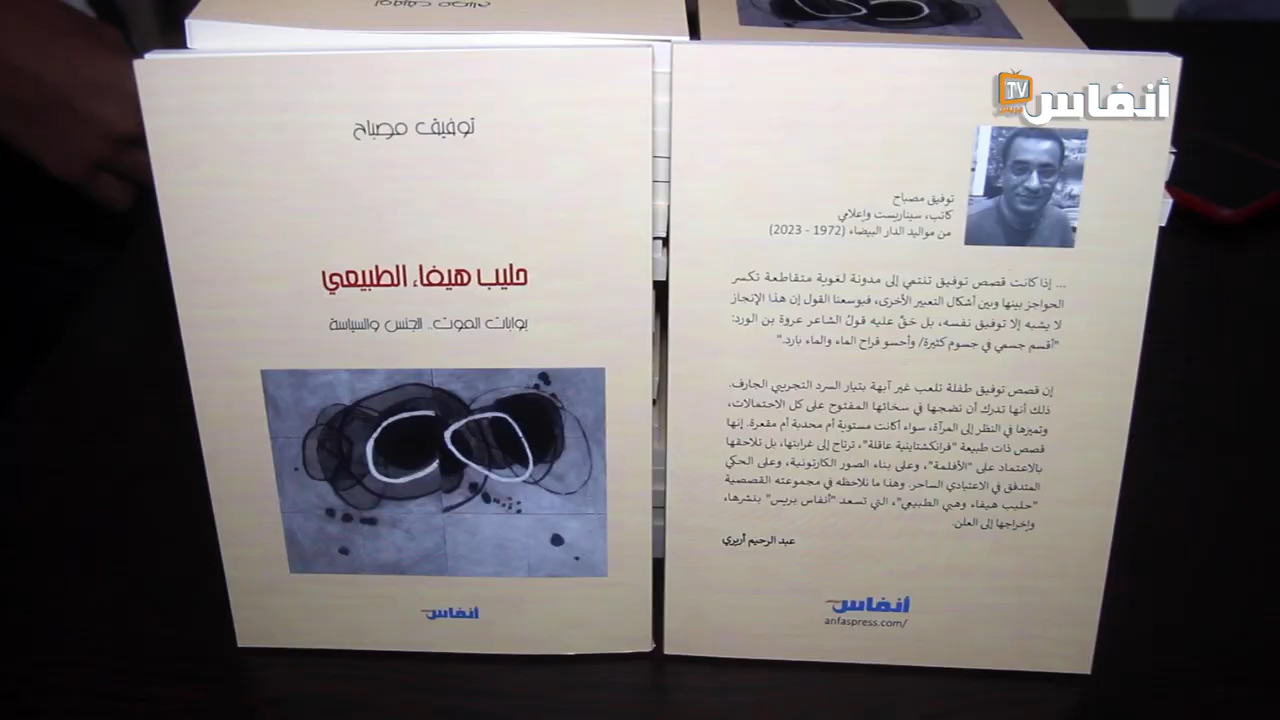 أنفاس
TV
توفيق مصباح
حليب هيفاء الطبيعي
بوابات الموت.. الجنس والسياسة
أنفاس
توفيق مصباح
كاتب، سيناريست وإعلامي
من مواليد الدار البيضاء (1972 - 2023)
... إذا كانت قصص توفيق تنتمي إلى مدونة لغوية متقاطعة تكسر
الحواجز بينها وبين أشكال التعبير الأخرى، فبوسعنا القول إن هذا الإنجاز
لا يشبه إلا توفيق نفسه، بل حَقَّ عليه قولُ الشاعر عروة بن الورد:
"أقسم جسمي في جسوم كثيرة/ وأحسو قراح الماء والماء بارد."
إن قصص توفيق طفلة تلعب غير آبهة بتيار السرد التجريبي الجارف.
ذلك أنها تدرك أن نضجها في سخائها المفتوح على كل الاحتمالات،
وتميزها في النظر إلى المرآة، سواء أكانت مستوية أم محدبة أم مقعرة. إنها
قصص ذات طبيعة "فرانكشتاينية عاقلة"، ترتاح إلى غرابتها، بل تلاحقها
بالاعتماد على "الأفلمة"، وعلى بناء الصور الكارتونية، وعلى الحكي
المتدفق في الاعتيادي الساحر. وهذا ما نلاحظه في مجموعته القصصية
"حليب هيفاء وهبي الطبيعي"، التي تسعد "أنفاس بريس" بنشرها،
وإخراجها إلى العلن.
عبد الرحيم أريري
أنفاس
anfaspress.com/